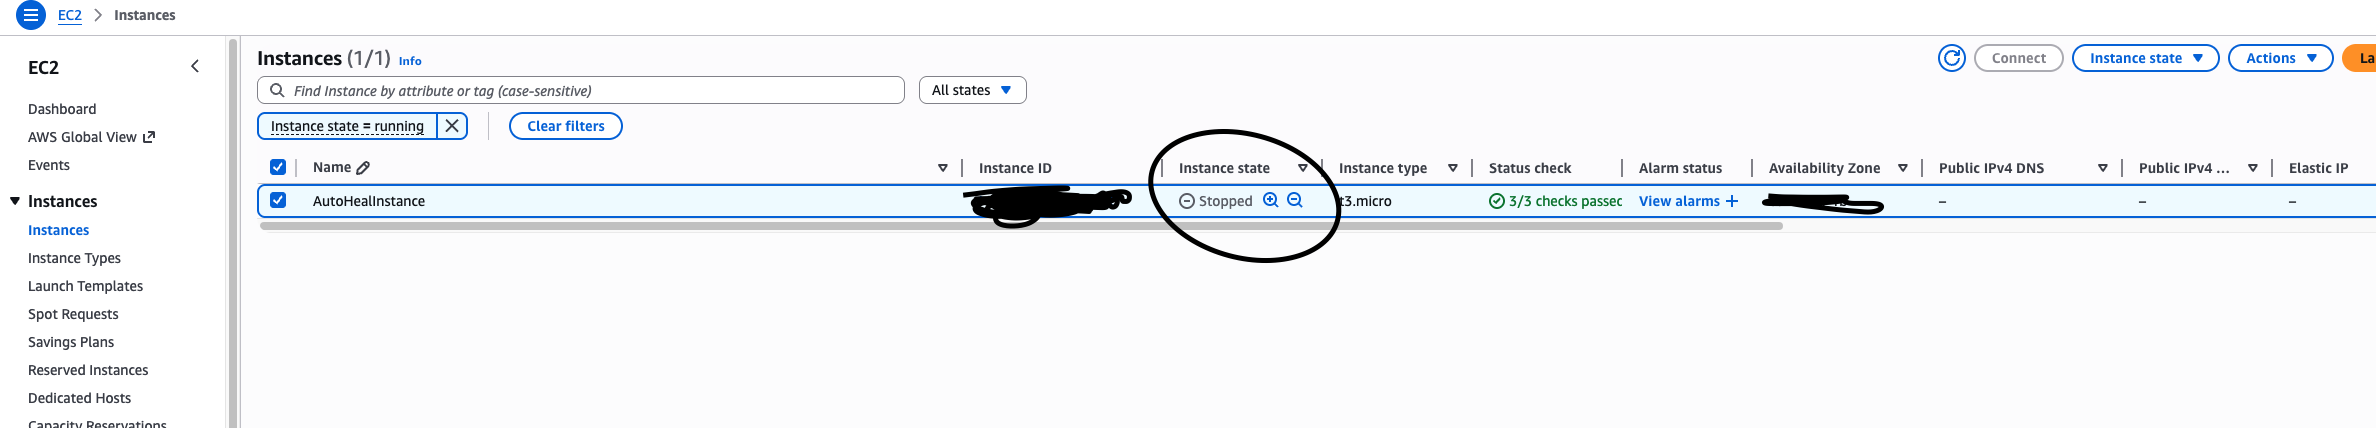 EC2 > Instances
EC2
Dashboard
AWS Global View
Events
Instances
Instances
Instance Types
Launch Templates
Spot Requests
Savings Plans
Reserved Instances
Dedicated Hosts
Capacity Reservations
Instances (1/1) Info
Connect
Instance state
Actions
La
Find Instance by attribute or tag (case-sensitive)
All states
Instance state = running
Clear filters
Name Instance ID Instance state Instance type Status check Alarm status Availability Zone Public IPv4 DNS Public IPv4 ... Elastic IP
AutoHealInstance Stopped t3.micro 3/3 checks passed View alarms + – – –